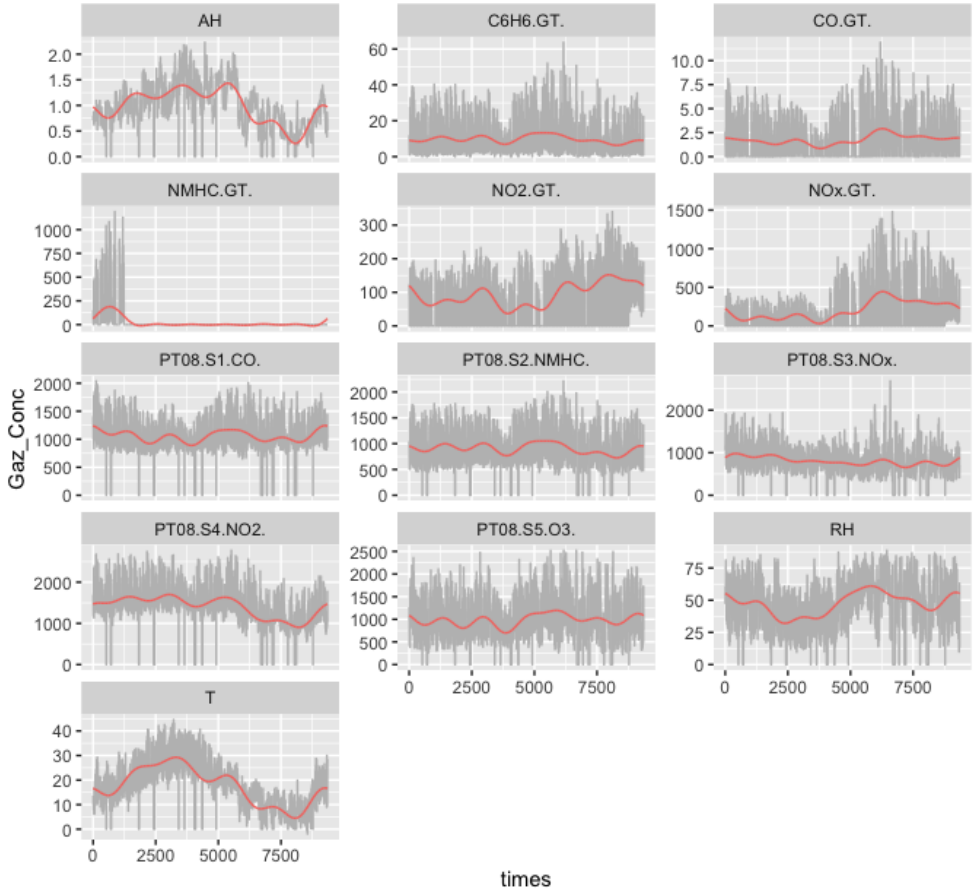 AH C6H6.GT. CO.GT.
2.0 60 10.0
1.5 40 7.5
1.0 20 5.0
0.5 0 2.5
0.0 0.0
NMHC.GT. NO2.GT. NOx.GT.
1000 300 1500
750 200 1000
500 100 500
250 0 0
0
PT08.S1.CO. PT08.S2.NMHC. PT08.S3.NOx.
2000 2000 2000
1500 1500 1000
1000 1000 0
500 500
0 0
Gaz_Conc
PT08.S4.NO2. PT08.S5.O3. RH
2000 2500 75
1000 2000 50
0 1500 25
1000 0
500
0
0 2500 5000 7500 0 2500 5000 7500
T
40
30
20
10
0
0 2500 5000 7500
times